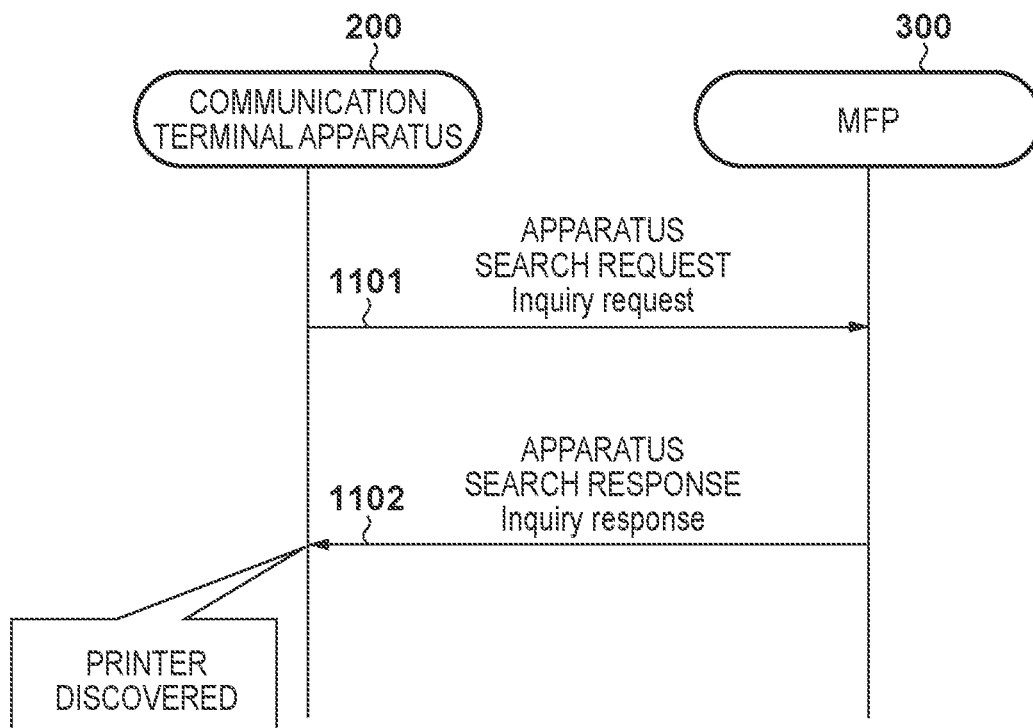 200
300
COMMUNICATION
TERMINAL APPARATUS
MFP
APPARATUS
SEARCH REQUEST
Inquiry request
1101
APPARATUS
SEARCH RESPONSE
Inquiry response
1102
PRINTER
DISCOVERED